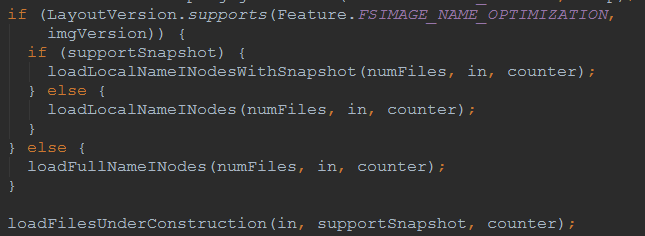 if (LayoutVersion.supports(Feature.FSIMAGE_NAME_OPTIMIZATION,
imgVersion)) {
if (supportSnapshot) {
loadLocalNameINodesWithSnapshot(numFiles, in, counter);
} else {
loadLocalNameINodes(numFiles, in, counter);
}
} else {
loadFullNameINodes(numFiles, in, counter);
}
loadFilesUnderConstruction(in, supportSnapshot, counter);